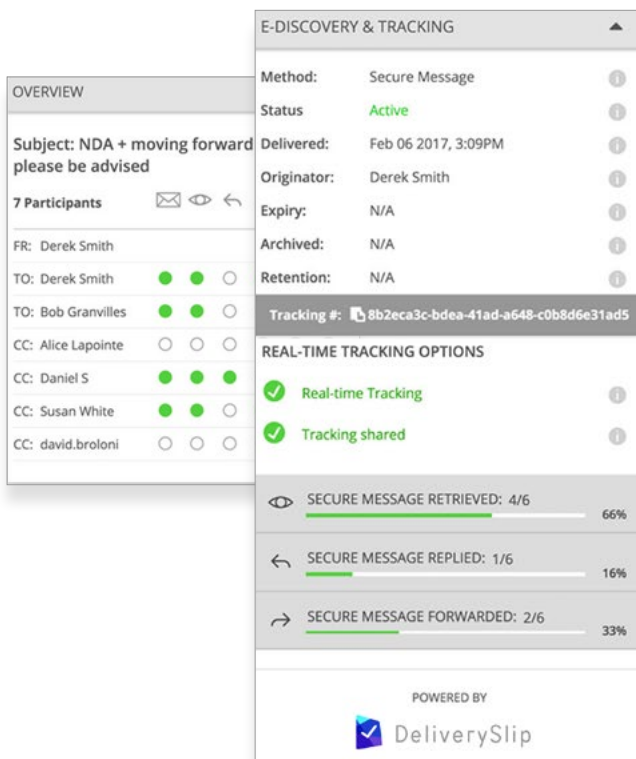 OVERVIEW
Subject: NDA + moving forward
please be advised
7 Participants
FR: Derek Smith
TO: Derek Smith
TO: Bob Granvilles
CC: Alice Lapointe
CC: Daniel S
CC: Susan White
CC: david.broloni
E-DISCOVERY & TRACKING
Method: Secure Message
Status Active
Delivered: Feb 06 2017, 3:09PM
Originator: Derek Smith
Expiry: N/A
Archived: N/A
Retention: N/A
Tracking #: 8b2eca3c-bdea-41ad-a648-c0b8d6e31ad5
REAL-TIME TRACKING OPTIONS
Real-time Tracking
Tracking shared
SECURE MESSAGE RETRIEVED: 4/6
66%
SECURE MESSAGE REPLIED: 1/6
16%
SECURE MESSAGE FORWARDED: 2/6
33%
POWERED BY
DeliverySlip